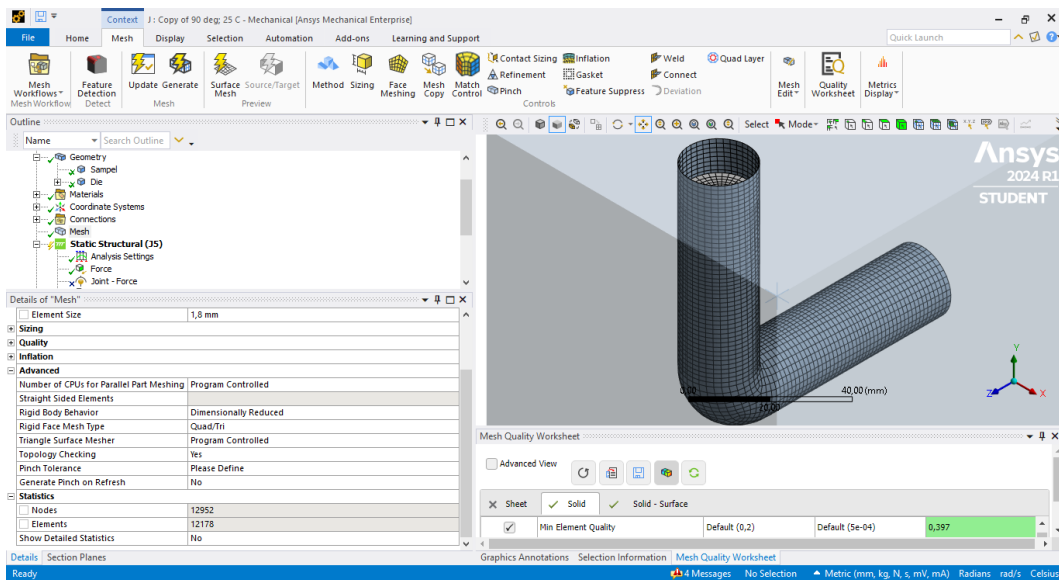 Context J : Copy of 90 deg; 25 C - Mechanical [Ansys Mechanical Enterprise]
File Home Mesh Display Selection Automation Add-ons Learning and Support Quick Launch
Mesh Workflows Feature Detection Update Generate Surface Mesh Source/Target Method Sizing Face Meshing Mesh Copy Match Control Contact Sizing Inflation Weld Quad Layer Mesh Edit Quality Worksheet Metrics Display
Refinement Gasket Connect
Pinch Feature Suppress Deviation
Mesh Workflow Detect Mesh Preview Controls
Outline
Name Search Outline
Select Mode
Geometry
Sampel
Die
Materials
Coordinate Systems
Connections
Mesh
Static Structural (J5)
Analysis Settings
Force
Joint - Force
Ansys
2024 R1
STUDENT
0,00 40,00 (mm)
20,00
Y
Z X
Details of "Mesh"
Element Size 1,8 mm
Sizing
Quality
Inflation
Advanced
Number of CPUs for Parallel Part Meshing Program Controlled
Straight Sided Elements
Rigid Body Behavior Dimensionally Reduced
Rigid Face Mesh Type Quad/Tri
Triangle Surface Mesher Program Controlled
Topology Checking Yes
Pinch Tolerance Please Define
Generate Pinch on Refresh No
Statistics
Nodes 12952
Elements 12178
Show Detailed Statistics No
Details Section Planes
Mesh Quality Worksheet
Advanced View
Sheet Solid Solid - Surface
Min Element Quality Default (0,2) Default (5e-04) 0,397
Graphics Annotations Selection Information Mesh Quality Worksheet
Ready 4 Messages No Selection Metric (mm, kg, N, s, mV, mA) Radians rad/s Celsius